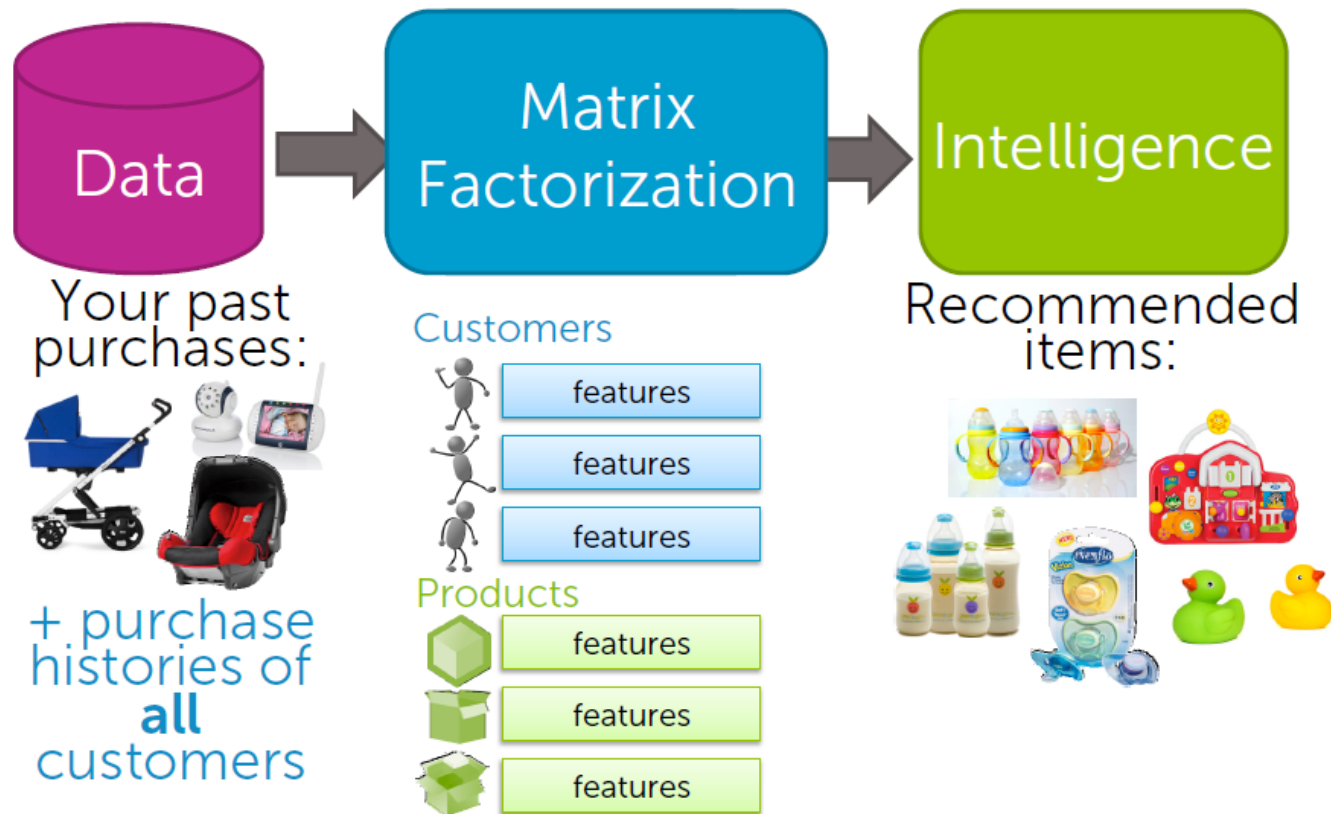 Data
Matrix
Factorization
Intelligence
Your past
purchases:
+ purchase
histories of
all
customers
Customers
features
features
features
Products
features
features
features
Recommended
items:
evenflo